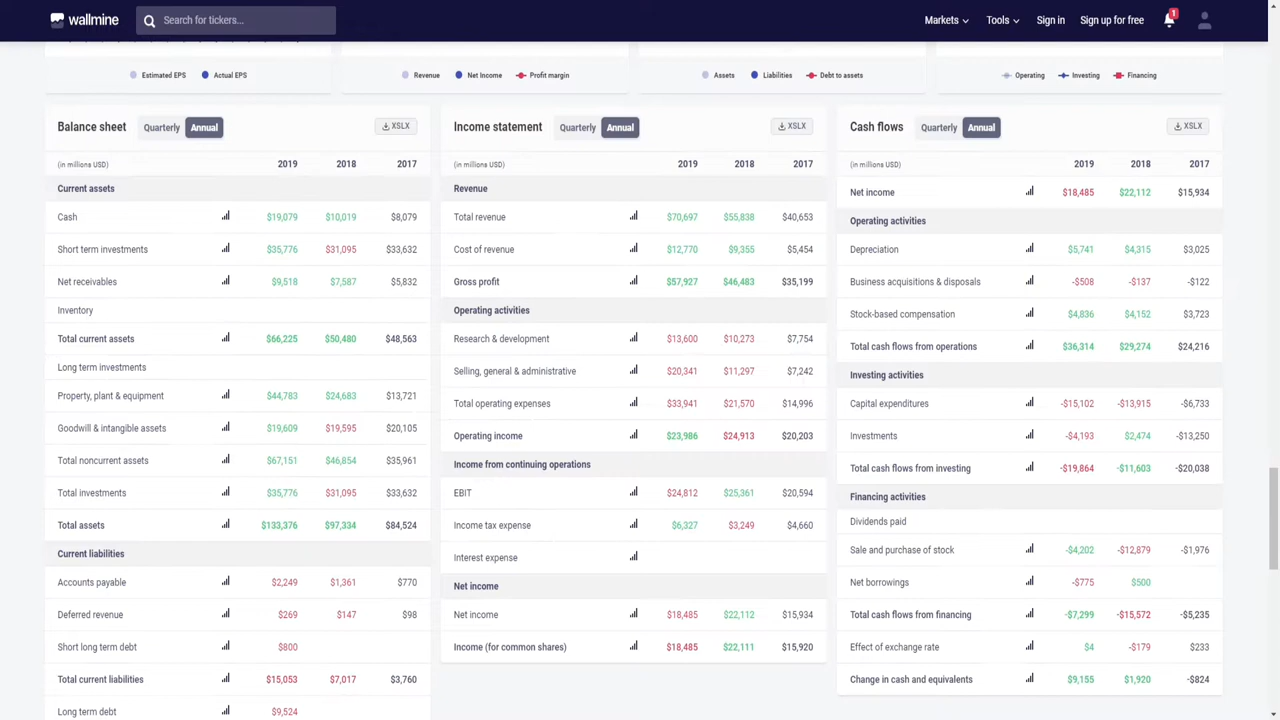 wallmine
Search for tickers...
Markets
Tools
Sign in
Sign up for free
1
Estimated EPS Actual EPS
Revenue Net Income Profit margin
Assets Liabilities Debt to assets
Operating Investing Financing
Balance sheet Quarterly Annual XSLX
(in millions USD) 2019 2018 2017
Current assets
Cash $19,079 $10,019 $8,079
Short term investments $35,776 $31,095 $33,632
Net receivables $9,518 $7,587 $5,832
Inventory
Total current assets $66,225 $50,480 $48,563
Long term investments
Property, plant & equipment $44,783 $24,683 $13,721
Goodwill & intangible assets $19,609 $19,595 $20,105
Total noncurrent assets $67,151 $46,854 $35,961
Total investments $35,776 $31,095 $33,632
Total assets $133,376 $97,334 $84,524
Current liabilities
Accounts payable $2,249 $1,361 $770
Deferred revenue $269 $147 $98
Short long term debt $800
Total current liabilities $15,053 $7,017 $3,760
Long term debt $9,524
Income statement Quarterly Annual XSLX
(in millions USD) 2019 2018 2017
Revenue
Total revenue $70,697 $55,838 $40,653
Cost of revenue $12,770 $9,355 $5,454
Gross profit $57,927 $46,483 $35,199
Operating activities
Research & development $13,600 $10,273 $7,754
Selling, general & administrative $20,341 $11,297 $7,242
Total operating expenses $33,941 $21,570 $14,996
Operating income $23,986 $24,913 $20,203
Income from continuing operations
EBIT $24,812 $25,361 $20,594
Income tax expense $6,327 $3,249 $4,660
Interest expense
Net income
Net income $18,485 $22,112 $15,934
Income (for common shares) $18,485 $22,111 $15,920
Cash flows Quarterly Annual XSLX
(in millions USD) 2019 2018 2017
Net income $18,485 $22,112 $15,934
Operating activities
Depreciation $5,741 $4,315 $3,025
Business acquisitions & disposals -$508 -$137 -$122
Stock-based compensation $4,836 $4,152 $3,723
Total cash flows from operations $36,314 $29,274 $24,216
Investing activities
Capital expenditures -$15,102 -$13,915 -$6,733
Investments -$4,193 $2,474 -$13,250
Total cash flows from investing -$19,864 -$11,603 -$20,038
Financing activities
Dividends paid
Sale and purchase of stock -$4,202 -$12,879 -$1,976
Net borrowings -$775 $500
Total cash flows from financing -$7,299 -$15,572 -$5,235
Effect of exchange rate $4 -$179 $233
Change in cash and equivalents $9,155 $1,920 -$824